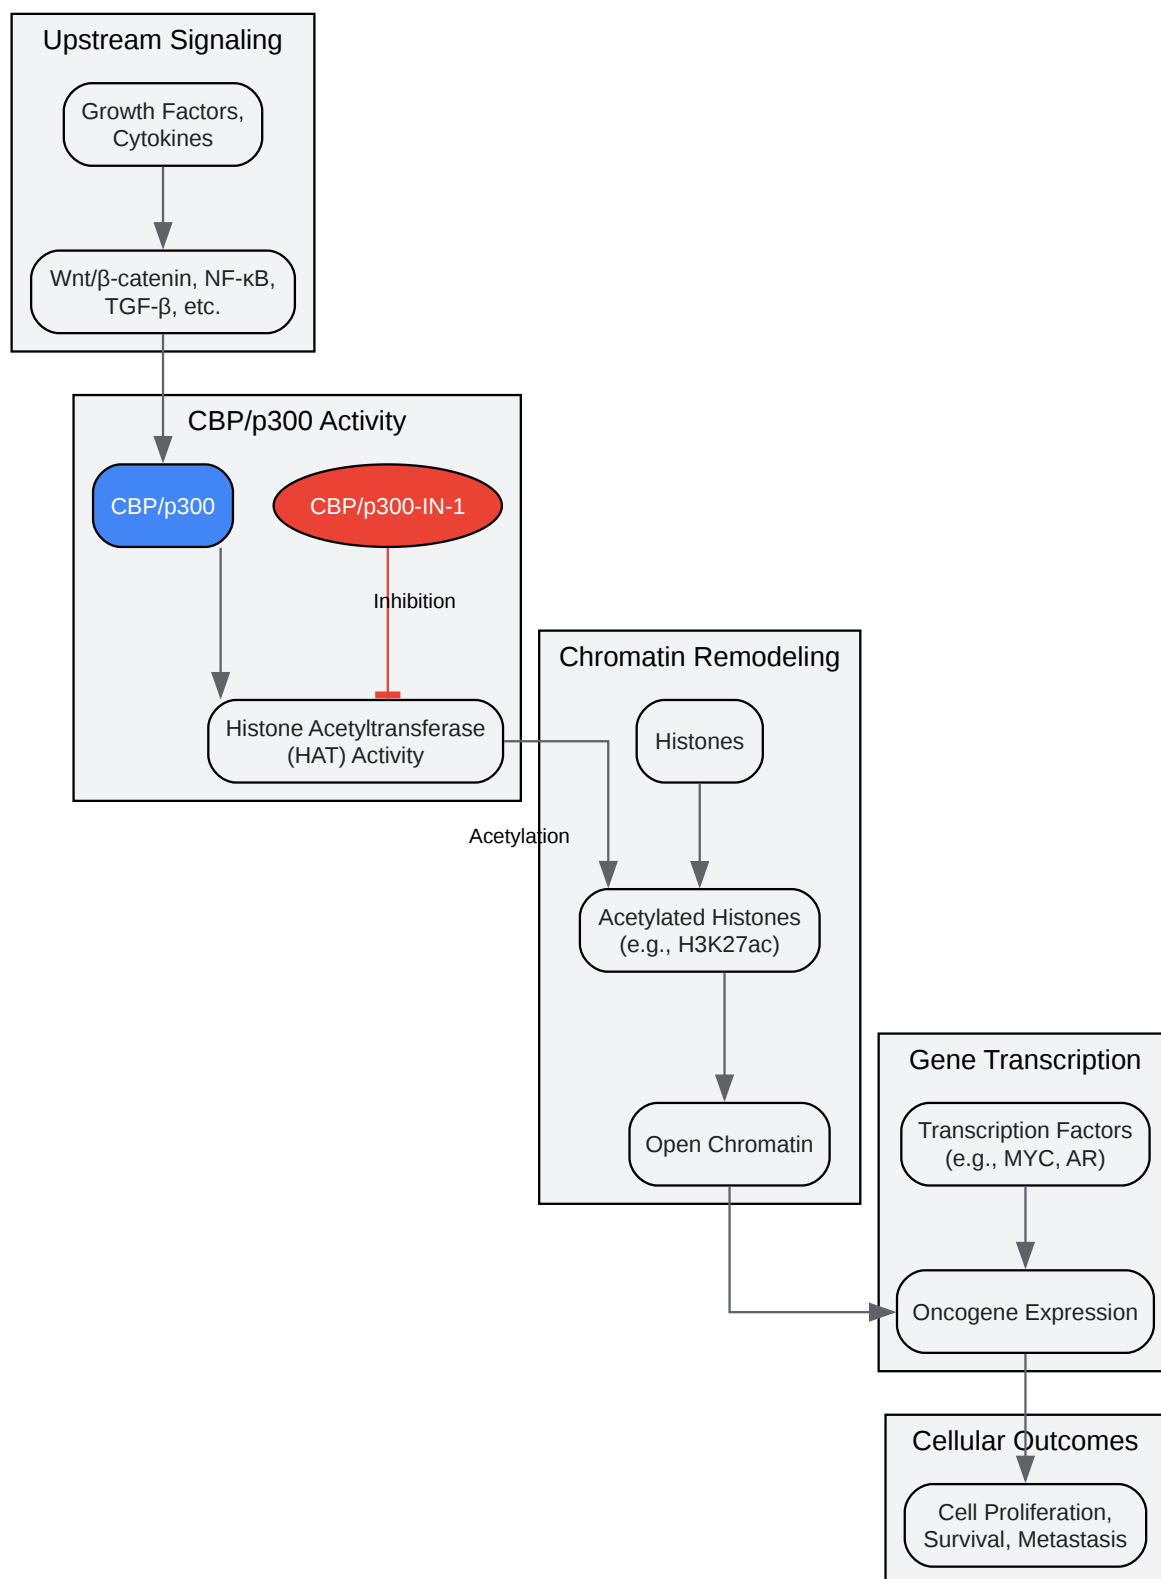 Upstream Signaling
Growth Factors,
Cytokines
Wnt/β-catenin, NF-κB,
TGF-β, etc.
CBP/p300 Activity
CBP/p300
CBP/p300-IN-1
Inhibition
Histone Acetyltransferase
(HAT) Activity
Acetylation
Chromatin Remodeling
Histones
Acetylated Histones
(e.g., H3K27ac)
Open Chromatin
Gene Transcription
Transcription Factors
(e.g., MYC, AR)
Oncogene Expression
Cellular Outcomes
Cell Proliferation,
Survival, Metastasis